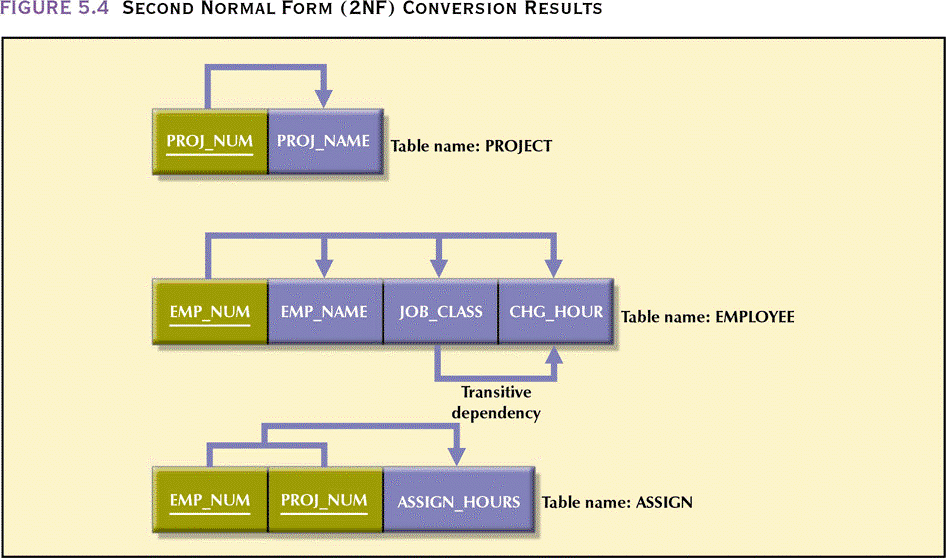 FIGURE 5.4 SECOND NORMAL FORM (2NF) CONVERSION RESULTS
PROJ_NUM PROJ_NAME Table name: PROJECT
EMP_NUM EMP_NAME JOB_CLASS CHG_HOUR Table name: EMPLOYEE
Transitive
dependency
EMP_NUM PROJ_NUM ASSIGN_HOURS Table name: ASSIGN